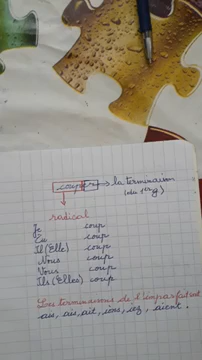 couper → la terminaison
(du 1er g)
radical
Je coup
Tu coup
Il (Elle) coup
Nous coup
Vous coup
Ils (Elles) coup
Les terminaisons de l'imparfait sont
ais, ais, ait, ions, iez, aient.